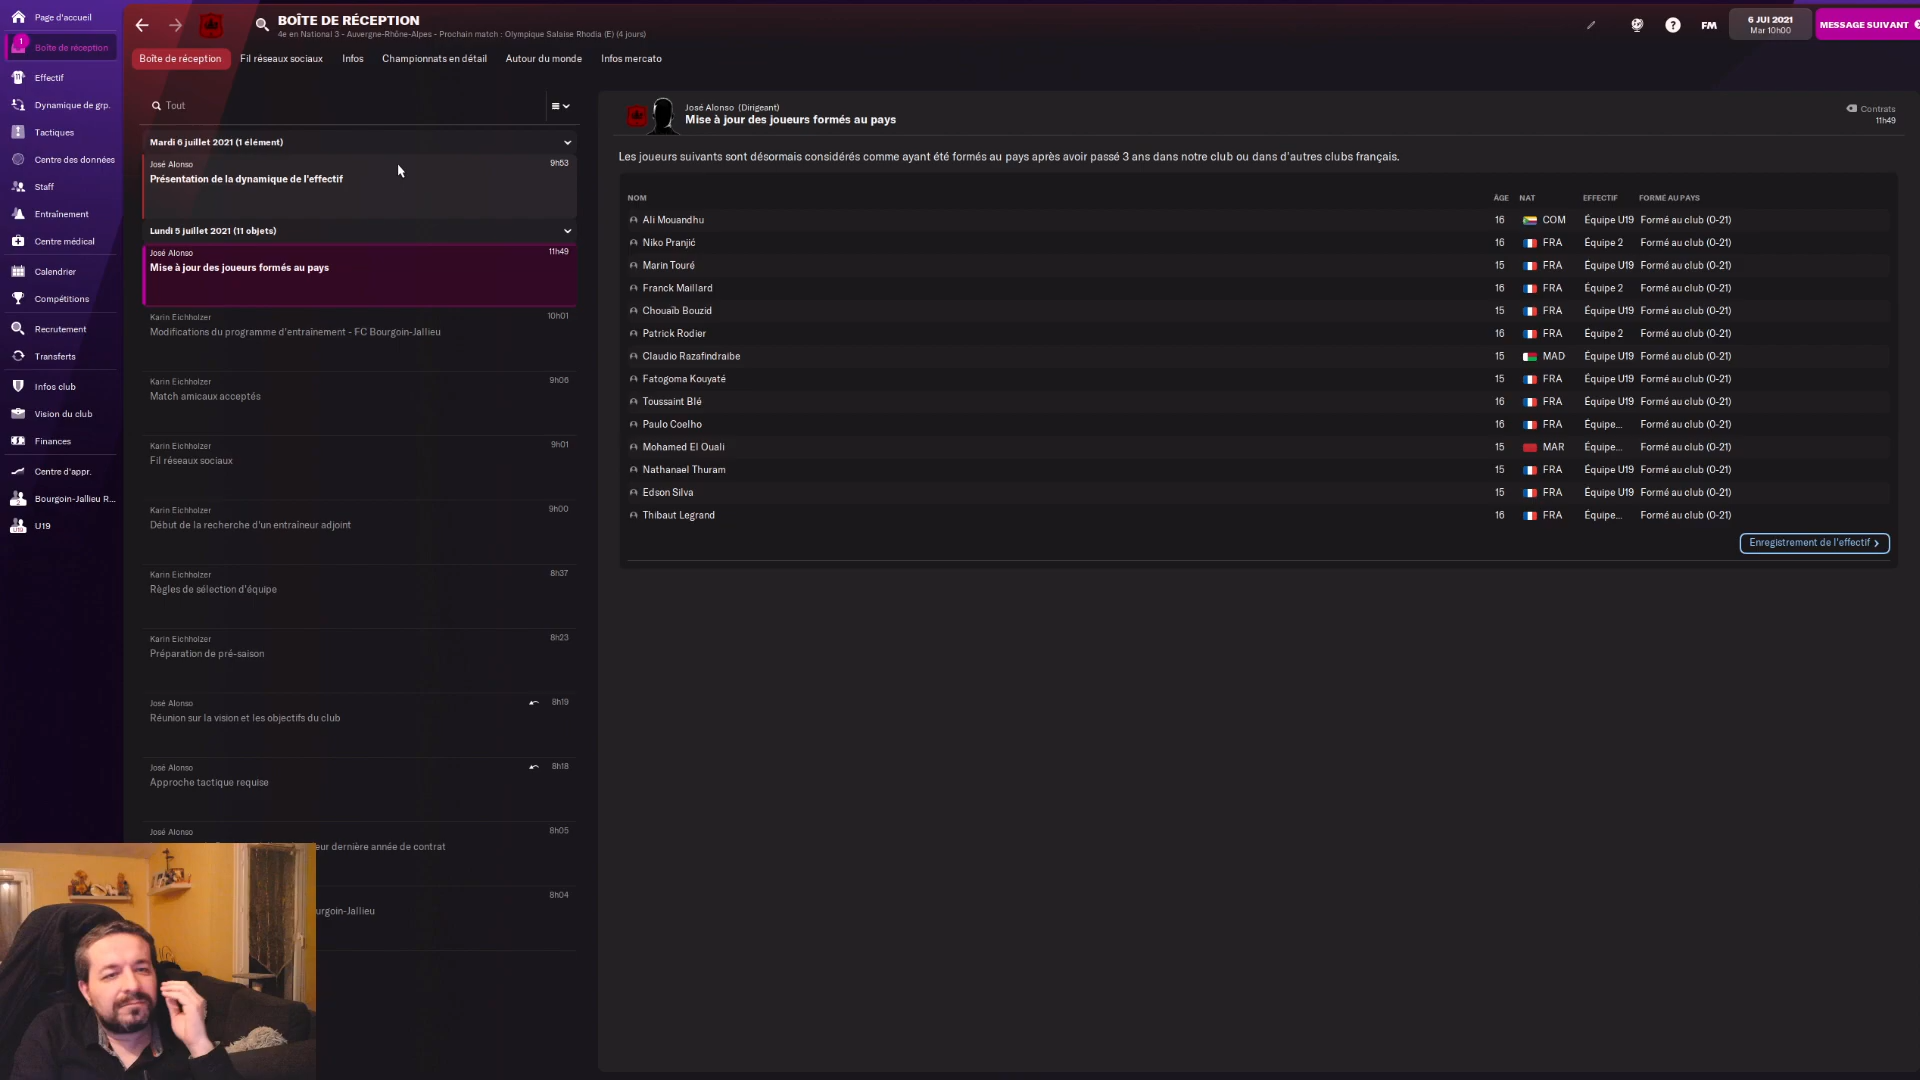 Page d'accueil
1
Boîte de réception
Effectif
Dynamique de grp.
Tactiques
Centre des données
Staff
Entraînement
Centre médical
Calendrier
Compétitions
Recrutement
Transferts
Infos club
Vision du club
Finances
Centre d'appr.
Bourgoin-Jallieu R...
U19
BOÎTE DE RÉCEPTION
4e en National 3 - Auvergne-Rhône-Alpes - Prochain match : Olympique Salaise Rhodia (E) (4 jours)
FM
6 JUI 2021
Mar 10h00
MESSAGE SUIVANT
Boîte de réception
Fil réseaux sociaux
Infos
Championnats en détail
Autour du monde
Infos mercato
Tout
Mardi 6 juillet 2021 (1 élément)
José Alonso 9h53
Présentation de la dynamique de l'effectif
Lundi 5 juillet 2021 (11 objets)
José Alonso 11h49
Mise à jour des joueurs formés au pays
Karin Eichholzer 10h01
Modifications du programme d'entraînement - FC Bourgoin-Jallieu
Karin Eichholzer 9h06
Match amicaux acceptés
Karin Eichholzer 9h01
Fil réseaux sociaux
Karin Eichholzer 9h00
Début de la recherche d'un entraîneur adjoint
Karin Eichholzer 8h37
Règles de sélection d'équipe
Karin Eichholzer 8h23
Préparation de pré-saison
José Alonso 8h19
Réunion sur la vision et les objectifs du club
José Alonso 8h18
Approche tactique requise
José Alonso 8h05
eur dernière année de contrat
8h04
urgoin-Jallieu
José Alonso (Dirigeant)
Mise à jour des joueurs formés au pays
Contrats
11h49
Les joueurs suivants sont désormais considérés comme ayant été formés au pays après avoir passé 3 ans dans notre club ou dans d'autres clubs français.
NOM ÂGE NAT EFFECTIF FORMÉ AU PAYS
Ali Mouandhu 16 COM Équipe U19 Formé au club (0-21)
Niko Pranjić 16 FRA Équipe 2 Formé au club (0-21)
Marin Touré 15 FRA Équipe U19 Formé au club (0-21)
Franck Maillard 16 FRA Équipe 2 Formé au club (0-21)
Chouaïb Bouzid 15 FRA Équipe U19 Formé au club (0-21)
Patrick Rodier 16 FRA Équipe 2 Formé au club (0-21)
Claudio Razafindraibe 15 MAD Équipe U19 Formé au club (0-21)
Fatogoma Kouyaté 15 FRA Équipe U19 Formé au club (0-21)
Toussaint Blé 16 FRA Équipe U19 Formé au club (0-21)
Paulo Coelho 16 FRA Équipe... Formé au club (0-21)
Mohamed El Ouali 15 MAR Équipe... Formé au club (0-21)
Nathanael Thuram 15 FRA Équipe U19 Formé au club (0-21)
Edson Silva 15 FRA Équipe U19 Formé au club (0-21)
Thibaut Legrand 16 FRA Équipe... Formé au club (0-21)
Enregistrement de l'effectif